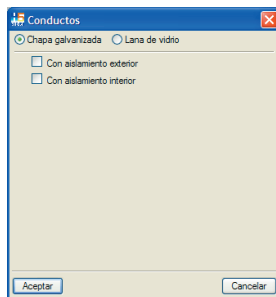 Conductos
Chapa galvanizada Lana de vidrio
Con aislamiento exterior
Con aislamiento interior
Aceptar Cancelar